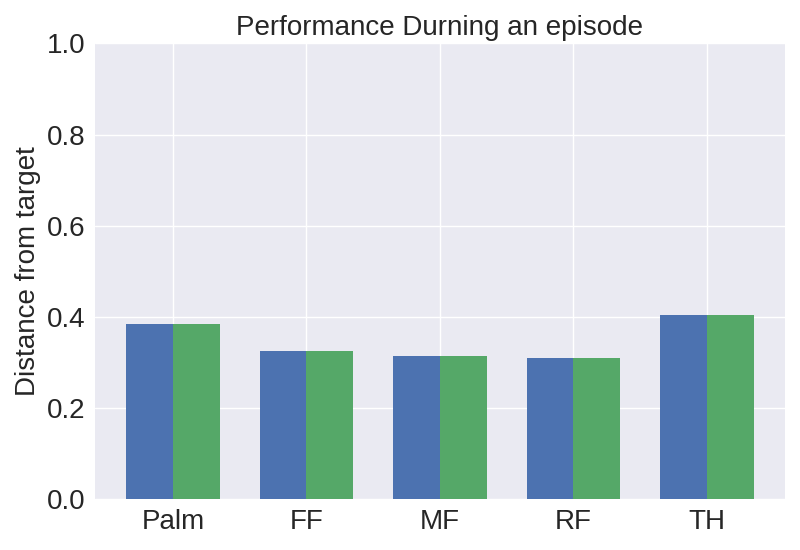 Performance Durning an episode
Distance from target
1.0
0.8
0.6
0.4
0.2
0.0
Palm FF MF RF TH